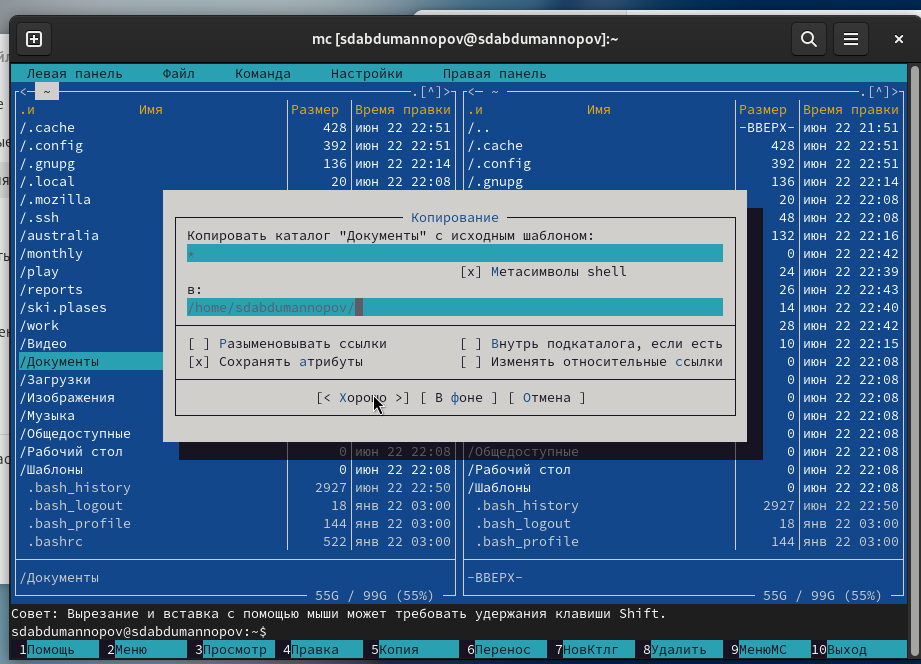 mc [sdabdumannopov@sdabdumannopov]:~
Левая панель Файл Команда Настройки Правая панель
<─ ~ .[^]> <─ ~ .[^]>
.и Имя Размер Время правки .и Имя Размер Время правки
/.cache 428 июн 22 22:51 /.. -ВВЕРХ- июн 22 21:51
/.config 392 июн 22 22:51 /.cache 428 июн 22 22:51
/.gnupg 136 июн 22 22:14 /.config 392 июн 22 22:51
/.local 20 июн 22 22:08 /.gnupg 136 июн 22 22:14
/.mozilla 20 июн 22 22:08
/.ssh Копирование 48 июн 22 22:08
/australia Копировать каталог "Документы" с исходным шаблоном: 132 июн 22 22:16
/monthly * 0 июн 22 22:42
/play [x] Метасимволы shell 24 июн 22 22:39
/reports в: 26 июн 22 22:43
/ski.plases /home/sdabdumannopov/ 14 июн 22 22:40
/work 28 июн 22 22:42
/Видео [ ] Разыменовывать ссылки [ ] Внутрь подкаталога, если есть 10 июн 22 22:15
/Документы [x] Сохранять атрибуты [ ] Изменять относительные ссылки 0 июн 22 22:08
/Загрузки 0 июн 22 22:08
/Изображения [< Хорошо >] [ В фоне ] [ Отмена ] 0 июн 22 22:08
/Музыка 0 июн 22 22:08
/Общедоступные 0 июн 22 22:08
/Рабочий стол 0 июн 22 22:08 /Общедоступные 0 июн 22 22:08
/Шаблоны 0 июн 22 22:08 /Рабочий стол 0 июн 22 22:08
.bash_history 2927 июн 22 22:50 /Шаблоны 0 июн 22 22:08
.bash_logout 18 янв 22 03:00 .bash_history 2927 июн 22 22:50
.bash_profile 144 янв 22 03:00 .bash_logout 18 янв 22 03:00
.bashrc 522 янв 22 03:00 .bash_profile 144 янв 22 03:00
/Документы -ВВЕРХ-
55G / 99G (55%) 55G / 99G (55%)
Совет: Вырезание и вставка с помощью мыши может требовать удержания клавиши Shift.
sdabdumannopov@sdabdumannopov:~$
1Помощь 2Меню 3Просмотр 4Правка 5Копия 6Перенос 7НовКтлг 8Удалить 9МенюМС 10Выход